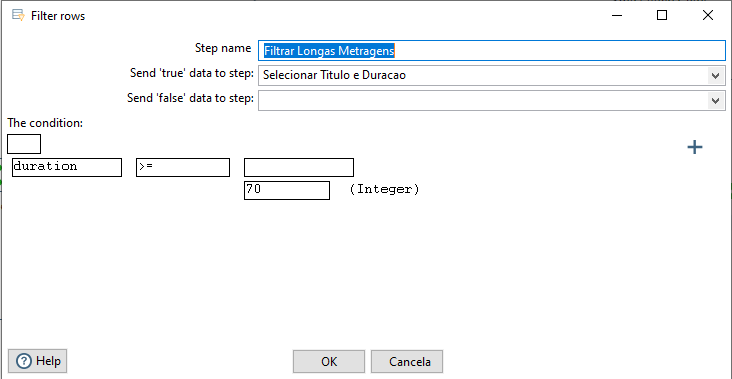 Filter rows
Step name Filtrar Longas Metragens
Send 'true' data to step: Selecionar Titulo e Duracao
Send 'false' data to step:
The condition:
duration >=
70 (Integer)
Help OK Cancela